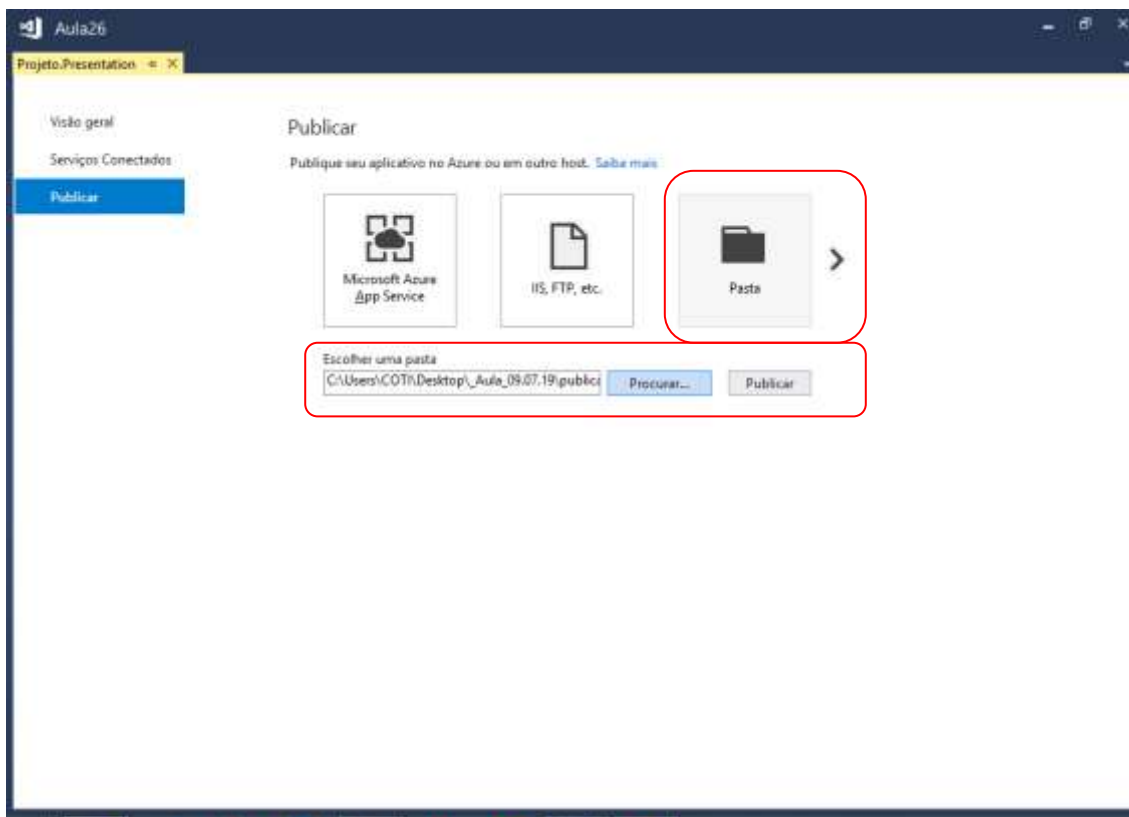 Aula26
Projeto.Presentation
Visão geral
Serviços Conectados
Publicar
Publicar
Publique seu aplicativo no Azure ou em outro host. Saiba mais
Microsoft Azure
App Service
IIS, FTP, etc.
Pasta
Escolher uma pasta
C:\Users\COTI\Desktop\_Aula_09.07.19\publica
Procurar...
Publicar